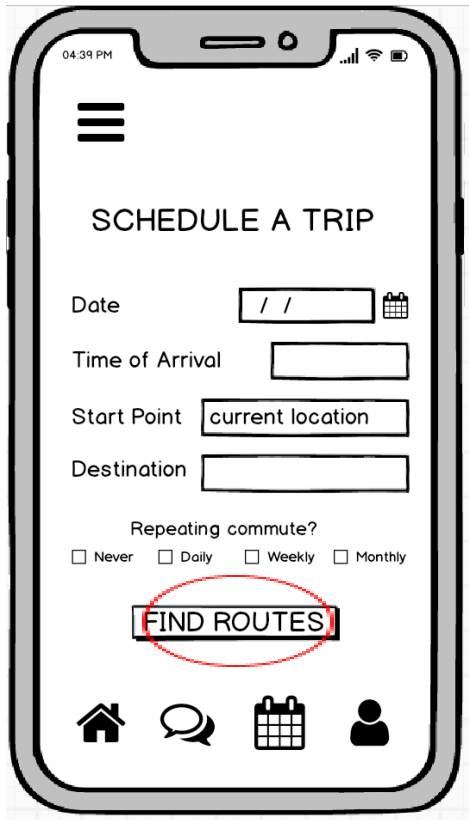 04:39 PM
SCHEDULE A TRIP
Date / /
Time of Arrival
Start Point current location
Destination
Repeating commute?
Never Daily Weekly Monthly
FIND ROUTES